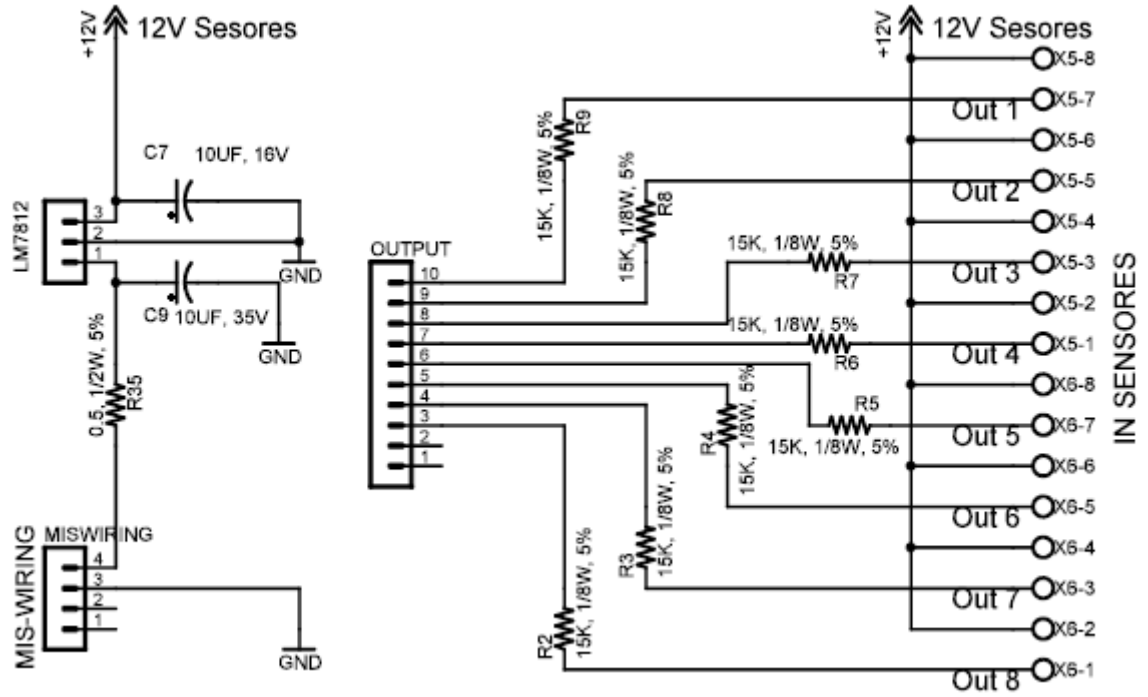 +12V
12V Sesores
C7
10UF, 16V
LM7812
3
2
1
GND
C9
10UF, 35V
GND
0.5, 1/2W, 5%
R35
MIS-WIRING
MISWIRING
4
3
2
1
GND
OUTPUT
10
9
8
7
6
5
4
3
2
1
15K, 1/8W, 5%
R9
15K, 1/8W, 5%
R8
15K, 1/8W, 5%
R7
15K, 1/8W, 5%
R6
R5
15K, 1/8W, 5%
R4
15K, 1/8W, 5%
R3
15K, 1/8W, 5%
R2
15K, 1/8W, 5%
+12V
12V Sesores
X5-8
Out 1
X5-7
X5-6
Out 2
X5-5
X5-4
Out 3
X5-3
X5-2
Out 4
X5-1
X6-8
Out 5
X6-7
X6-6
Out 6
X6-5
X6-4
Out 7
X6-3
X6-2
Out 8
X6-1
IN SENSORES